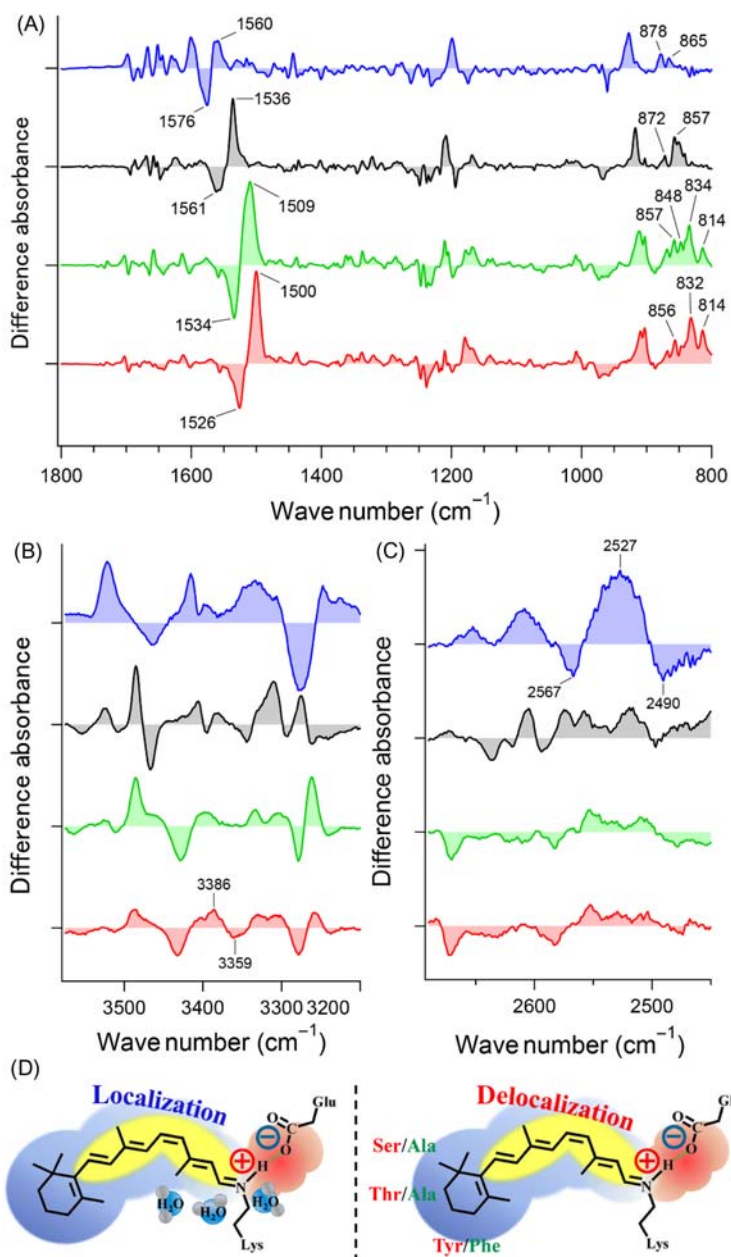 (A)
1560
878
865
1576
1536
872
857
1561
1509
857
848
834
814
1534
1500
856
832
814
1526
Difference absorbance
1800 1600 1400 1200 1000 800
Wave number (cm⁻¹)
(B)
3386
3359
Difference absorbance
3500 3400 3300 3200
Wave number (cm⁻¹)
(C)
2527
2567
2490
Difference absorbance
2600 2500
Wave number (cm⁻¹)
(D)
Localization
Glu
O
C
O
H
N
H₂O H₂O H₂O
Lys
Delocalization
Gl
O
C
O
Ser/Ala
H
N
Thr/Ala
Tyr/Phe
Lys